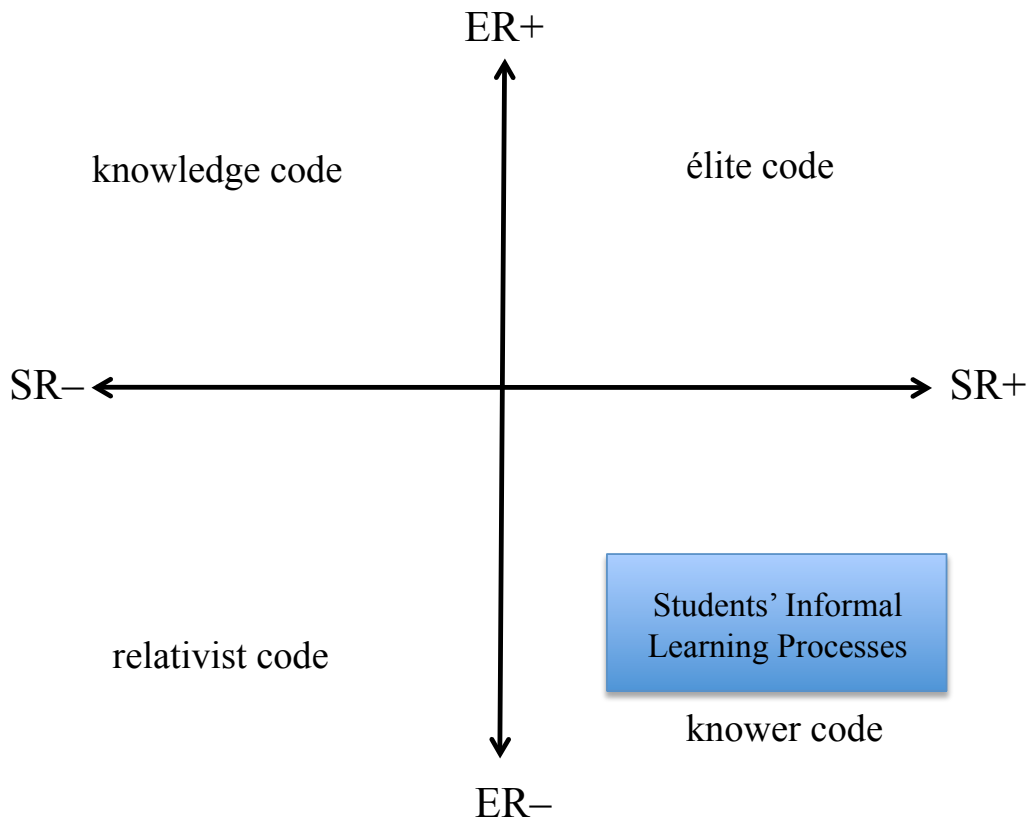 ER+
knowledge code
élite code
SR–
SR+
Students’ Informal
Learning Processes
relativist code
knower code
ER–